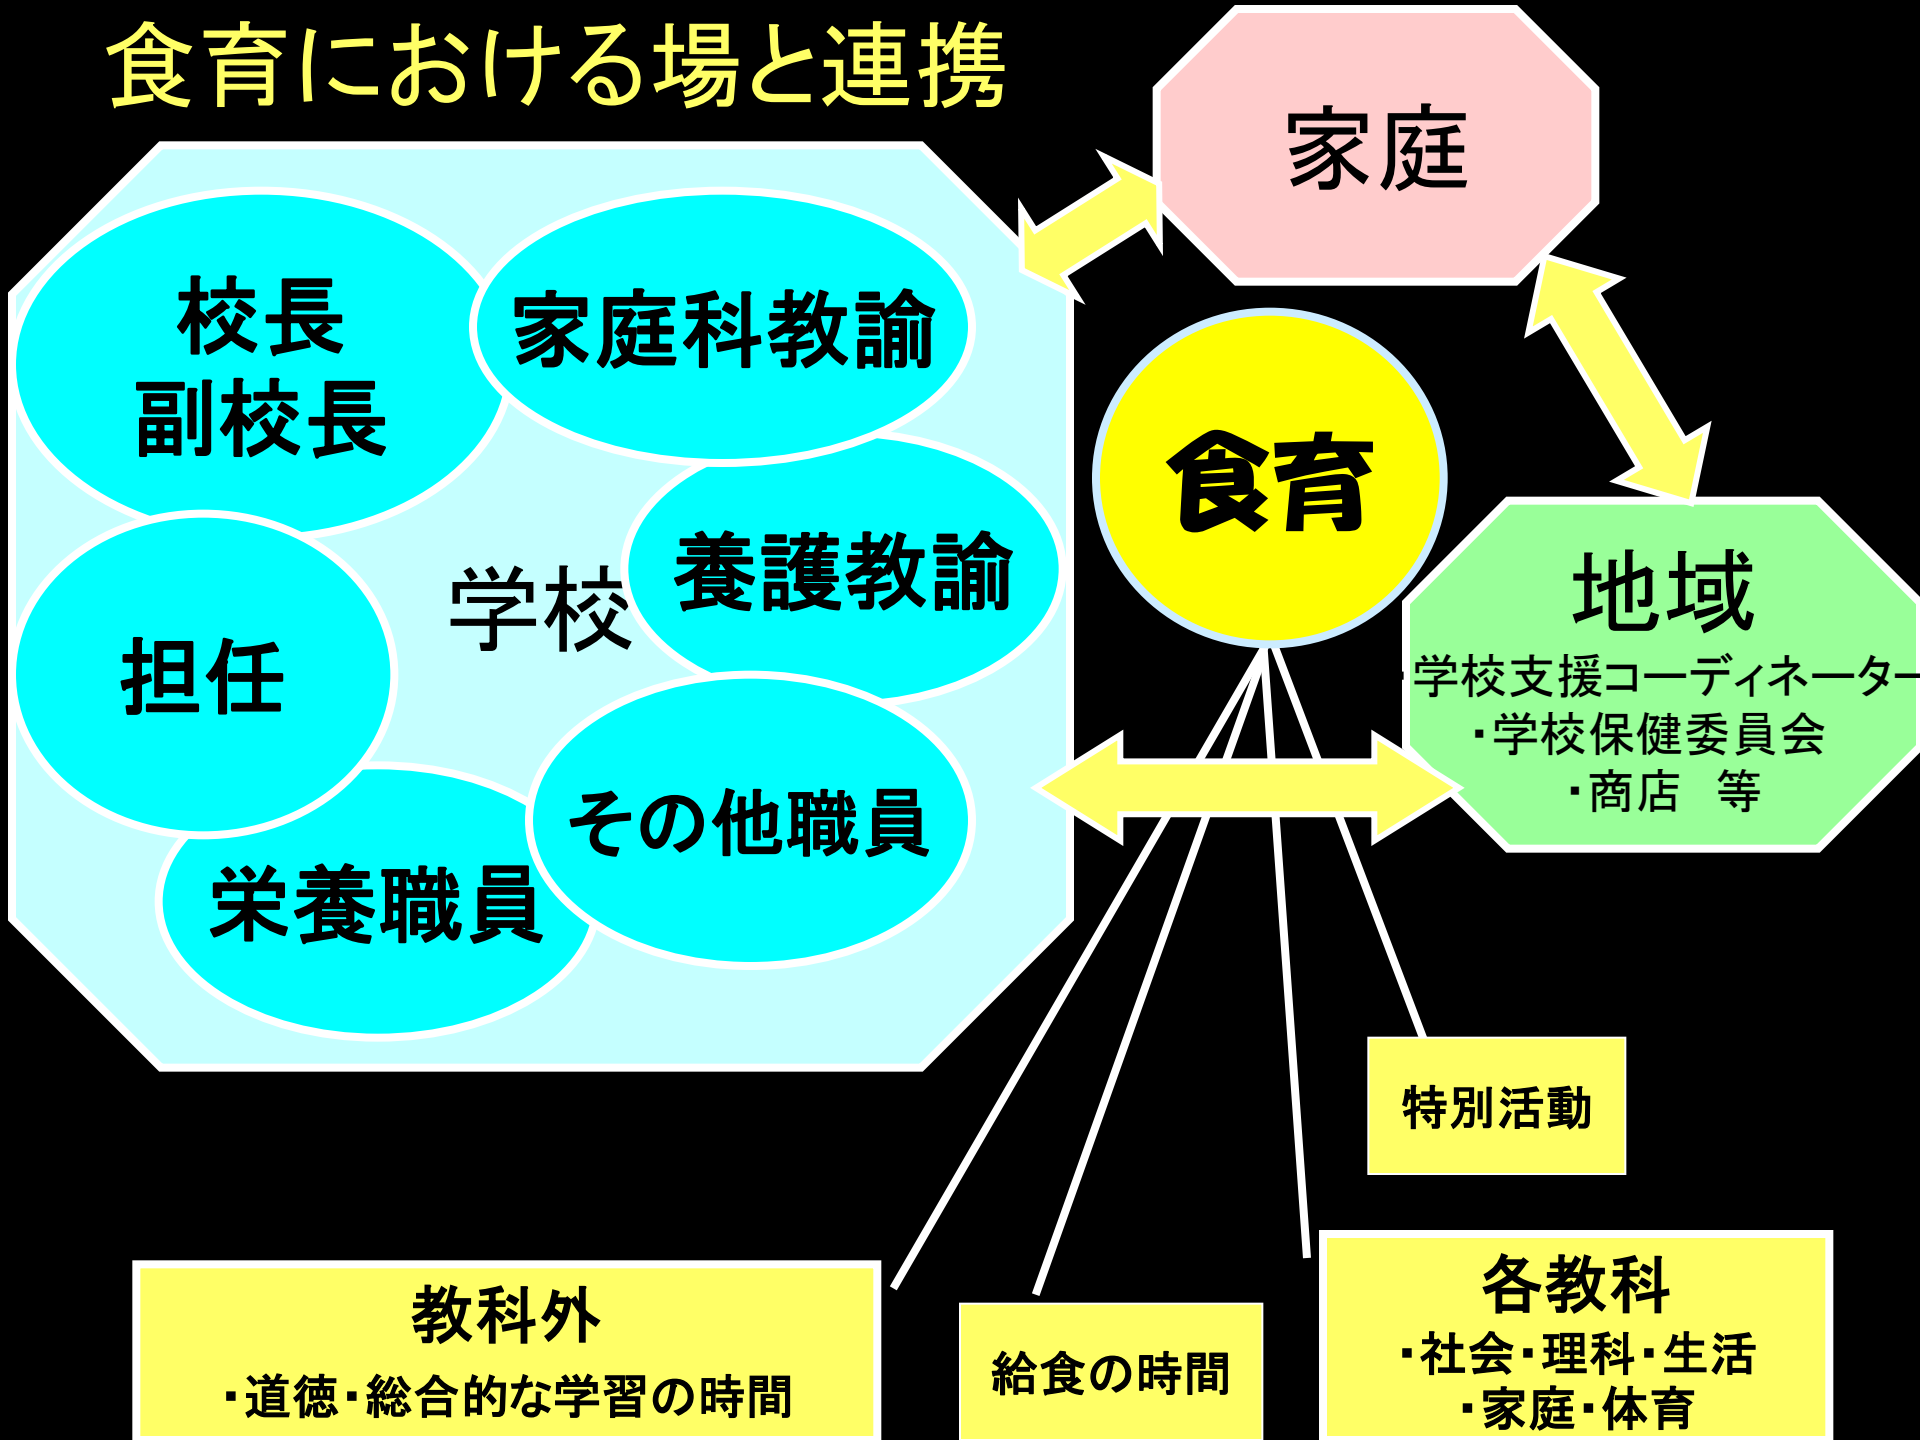 食育における場と連携
家庭
校長
副校長
家庭科教諭
食育
養護教諭
学校
担任
地域
・学校支援コーディネーター
・学校保健委員会
・商店　等
その他職員
栄養職員
特別活動
教科外
・道徳・総合的な学習の時間
給食の時間
各教科
・社会・理科・生活
・家庭・体育